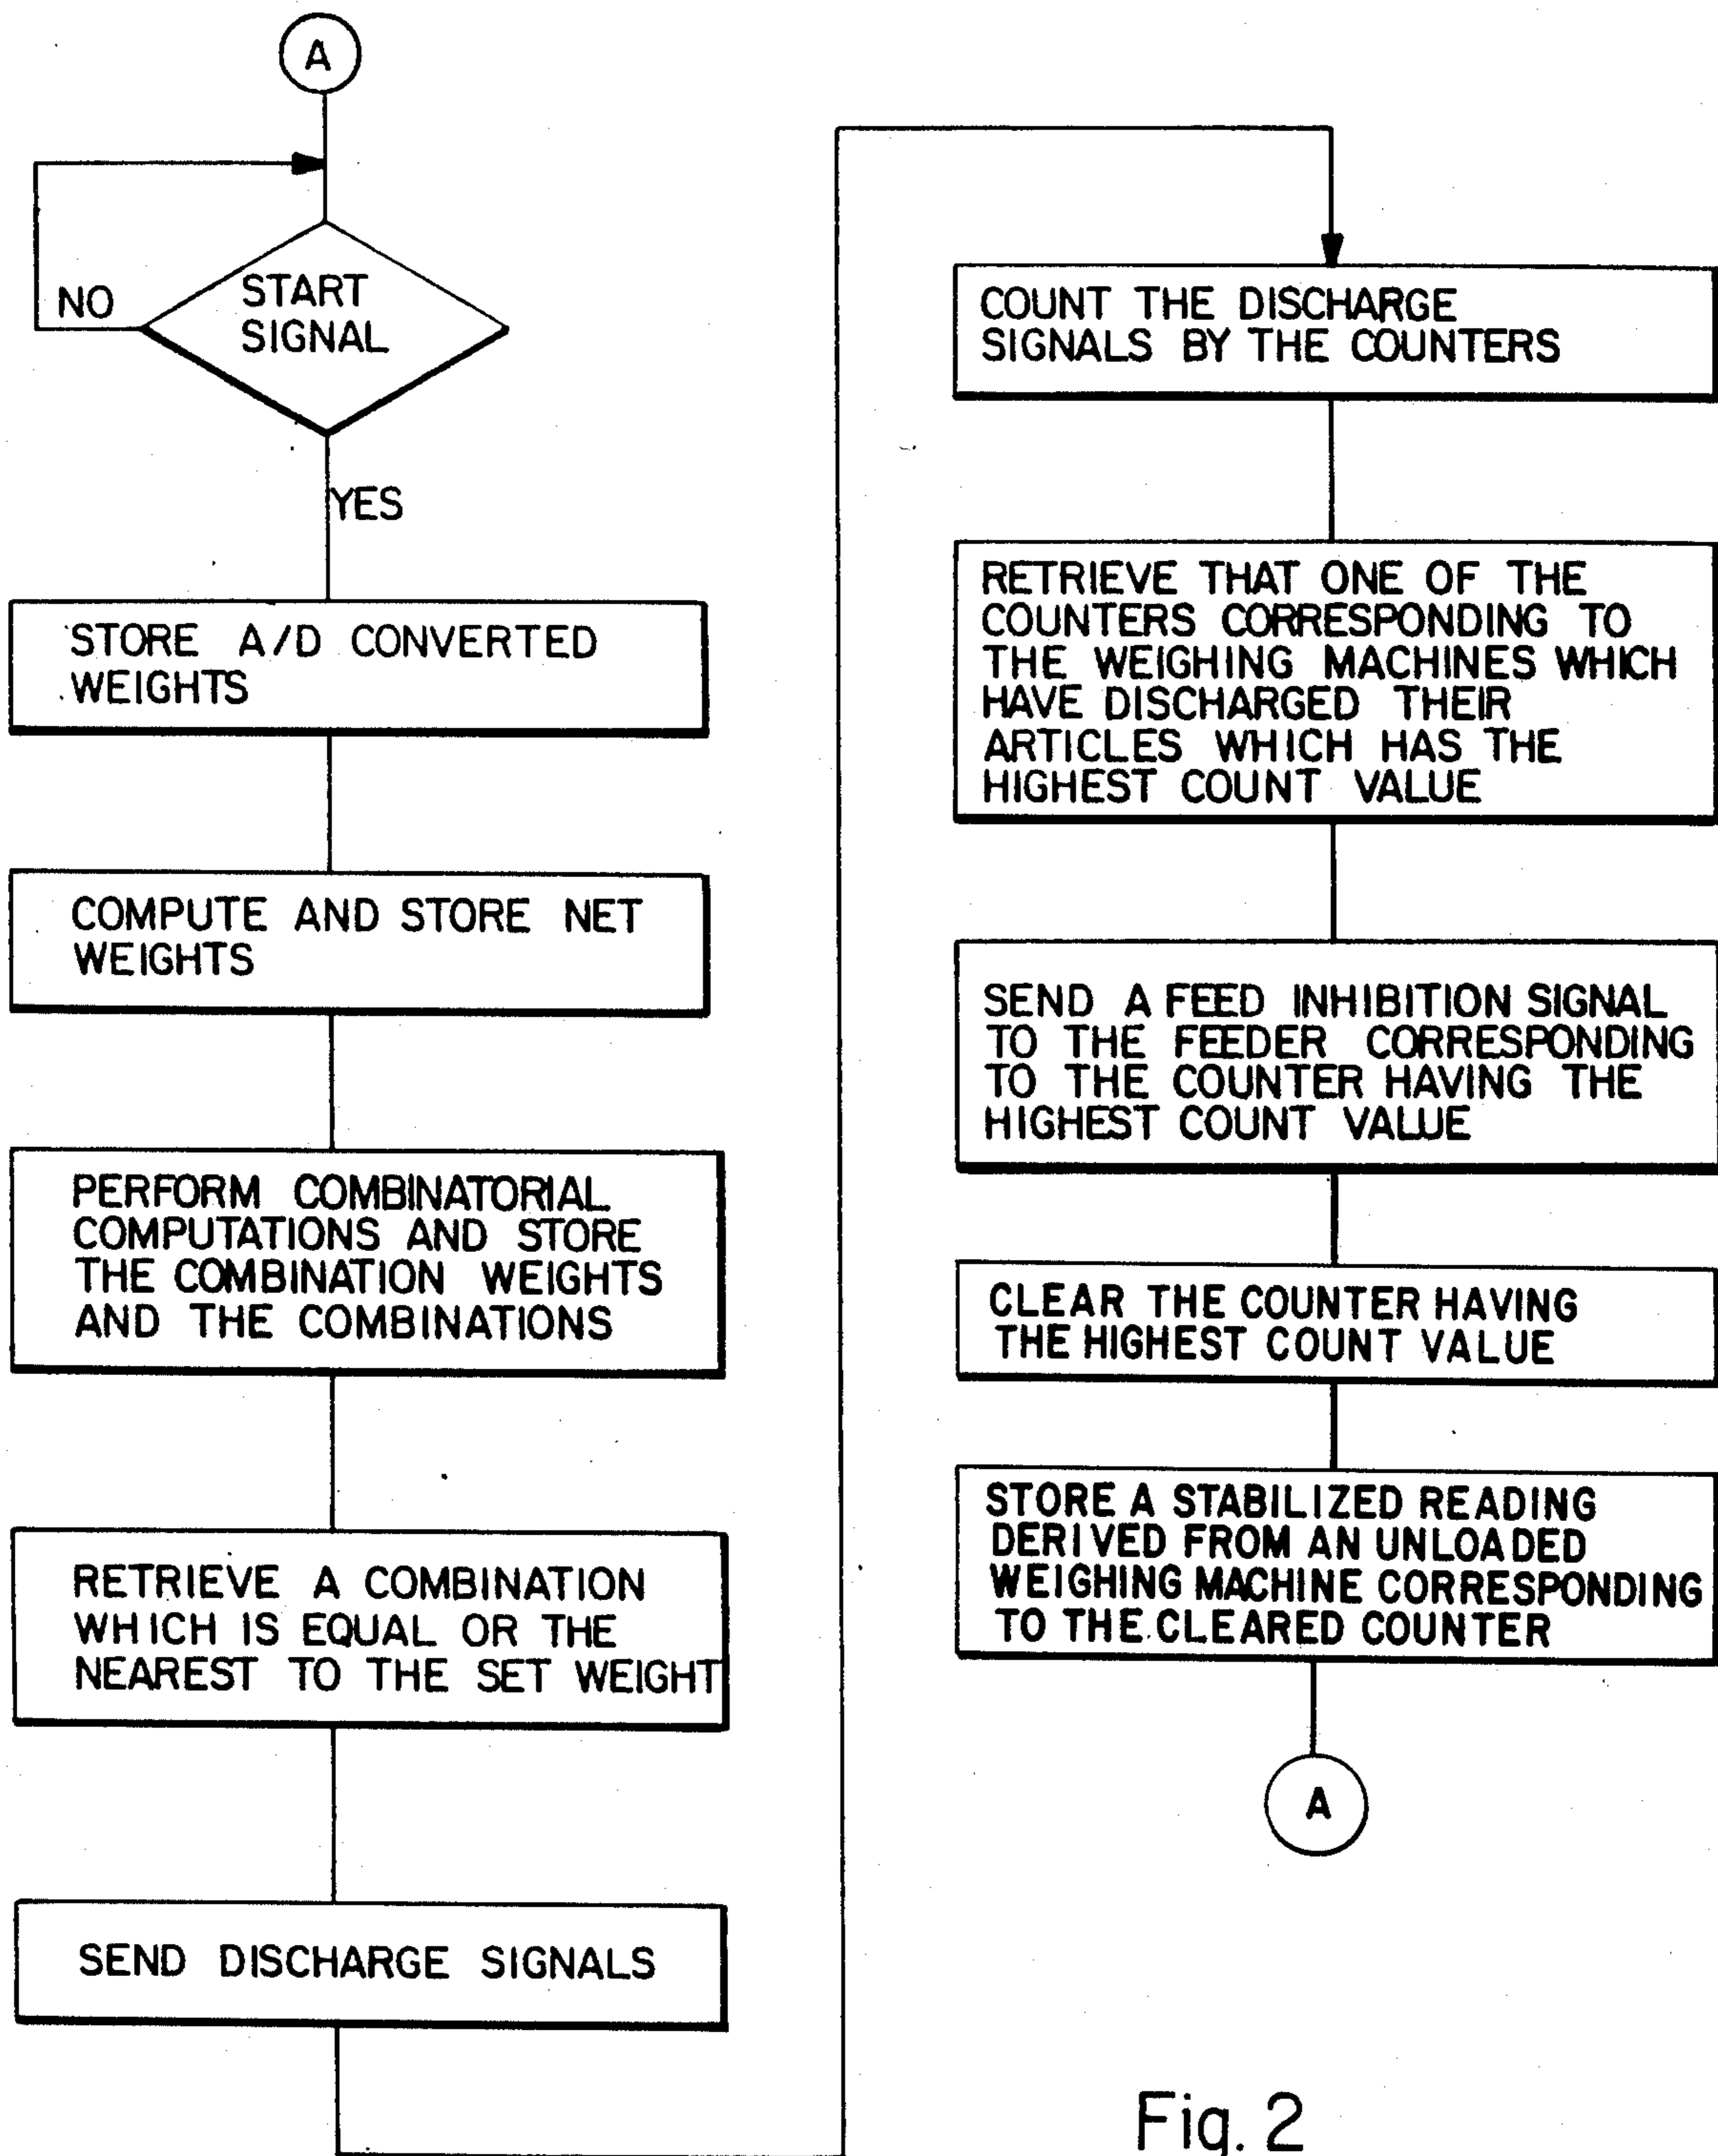 A
START
SIGNAL
NO
YES
STORE A/D CONVERTED
WEIGHTS
COMPUTE AND STORE NET
WEIGHTS
PERFORM COMBINATORIAL
COMPUTATIONS AND STORE
THE COMBINATION WEIGHTS
AND THE COMBINATIONS
RETRIEVE A COMBINATION
WHICH IS EQUAL OR THE
NEAREST TO THE SET WEIGHT
SEND DISCHARGE SIGNALS
COUNT THE DISCHARGE
SIGNALS BY THE COUNTERS
RETRIEVE THAT ONE OF THE
COUNTERS CORRESPONDING TO
THE WEIGHING MACHINES WHICH
HAVE DISCHARGED THEIR
ARTICLES WHICH HAS THE
HIGHEST COUNT VALUE
SEND A FEED INHIBITION SIGNAL
TO THE FEEDER CORRESPONDING
TO THE COUNTER HAVING THE
HIGHEST COUNT VALUE
CLEAR THE COUNTER HAVING
THE HIGHEST COUNT VALUE
STORE A STABILIZED READING
DERIVED FROM AN UNLOADED
WEIGHING MACHINE CORRESPONDING
TO THE CLEARED COUNTER
A
Fig. 2